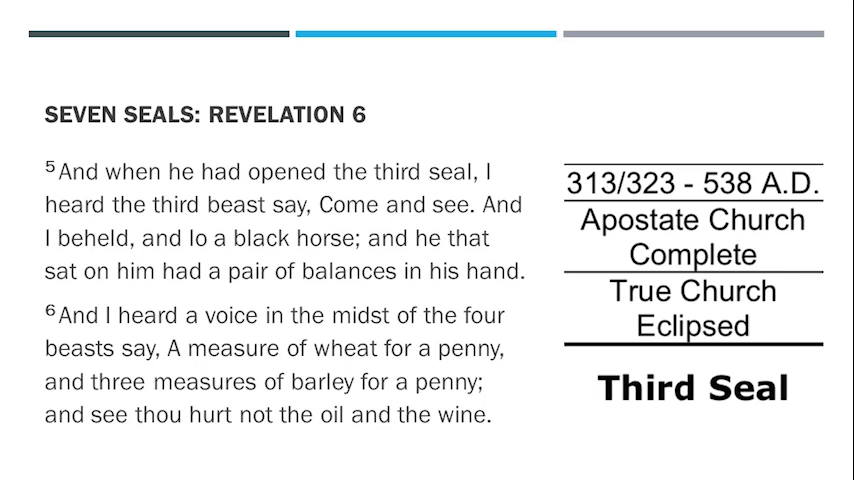 SEVEN SEALS: REVELATION 6
5 And when he had opened the third seal, I
heard the third beast say, Come and see. And
I beheld, and lo a black horse; and he that
sat on him had a pair of balances in his hand.
6 And I heard a voice in the midst of the four
beasts say, A measure of wheat for a penny,
and three measures of barley for a penny;
and see thou hurt not the oil and the wine.
313/323 - 538 A.D.
Apostate Church
Complete
True Church
Eclipsed
Third Seal